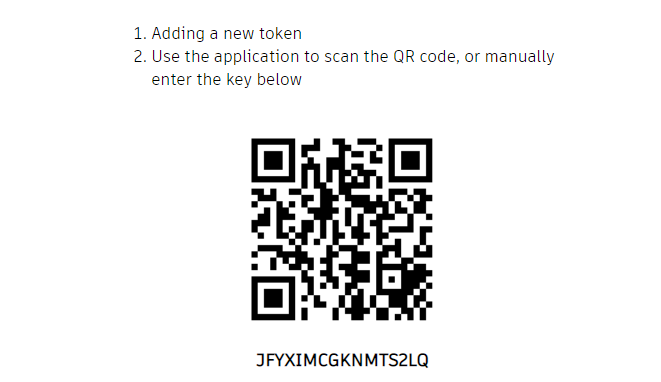 1. Adding a new token
2. Use the application to scan the QR code, or manually
enter the key below
JFYXIMCGKNMTS2LQ